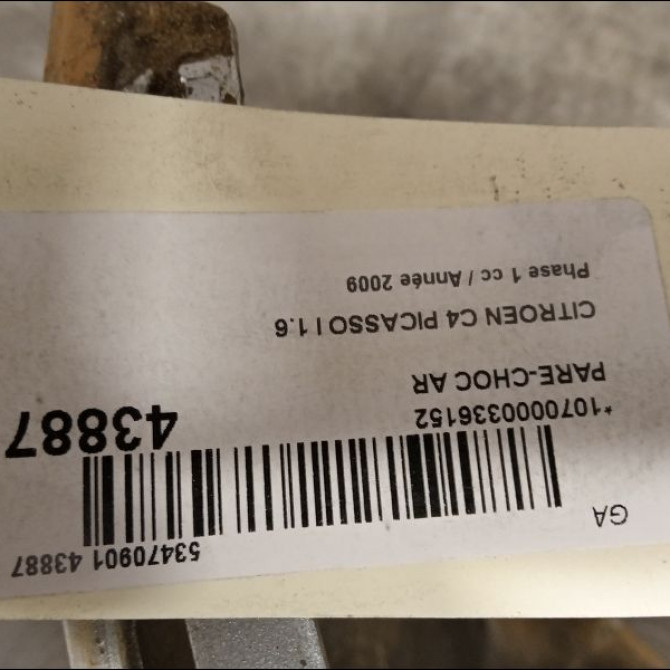 53470901 43887
GA
*1070000336152
43887
PARE-CHOC AR
CITROEN C4 PICASSO I 1.6
Phase 1 cc / Année 2009